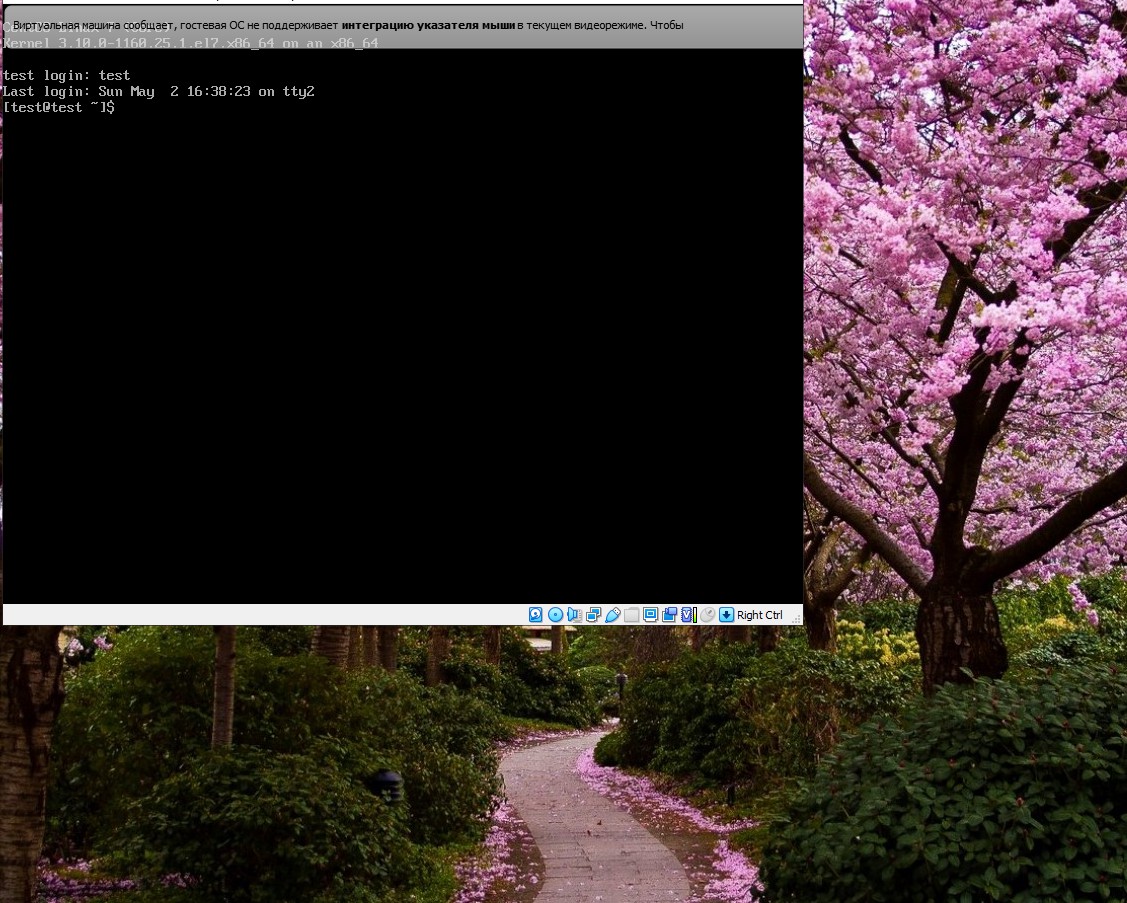 Виртуальная машина сообщает, гостевая ОС не поддерживает интеграцию указателя мыши в текущем видеорежиме. Чтобы
Kernel 3.10.0-1160.25.1.el7.x86_64 on an x86_64
test login: test
Last login: Sun May  2 16:38:23 on tty2
[test@test ~]$
Right Ctrl